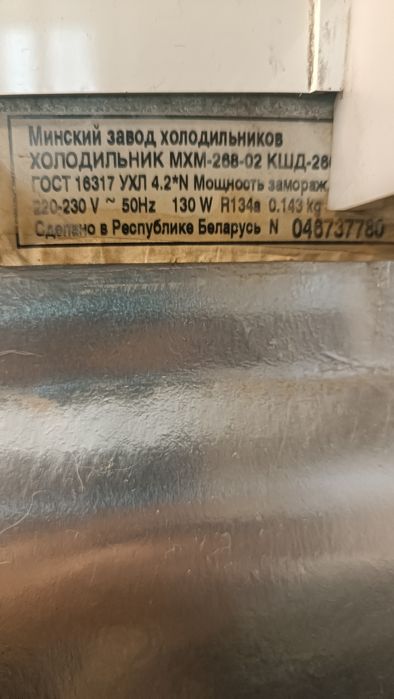 Минский завод холодильников
ХОЛОДИЛЬНИК МХМ-268-02 КШД-28
ГОСТ 16317 УХЛ 4.2*N Мощность замораж.
220-230 V ~ 50Hz 130 W R134a 0.143 kg
Сделано в Республике Беларусь N 046737780